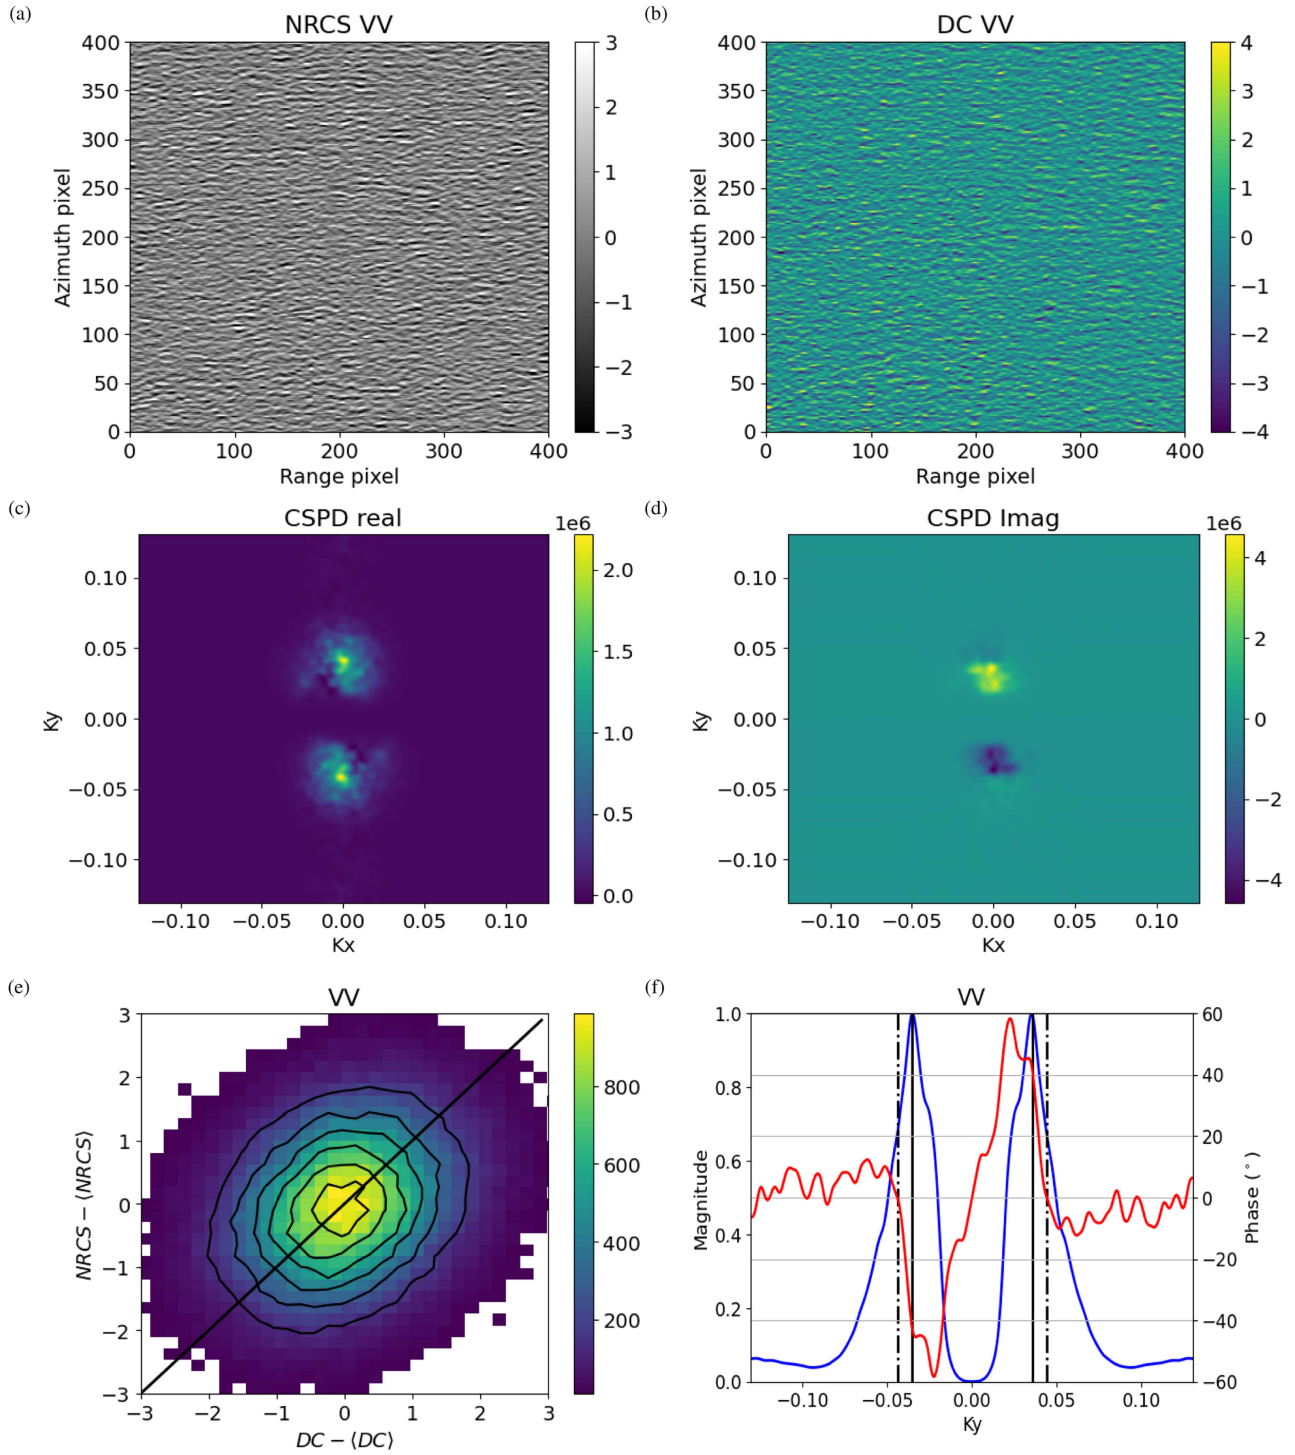 (a)
NRCS VV
400
350
300
250
200
150
100
50
0
Azimuth pixel
0 100 200 300 400
Range pixel
3
2
1
0
−1
−2
−3
(b)
DC VV
400
350
300
250
200
150
100
50
0
Azimuth pixel
0 100 200 300 400
Range pixel
4
3
2
1
0
−1
−2
−3
−4
(c)
CSPD real
0.10
0.05
0.00
−0.05
−0.10
Ky
−0.10 −0.05 0.00 0.05 0.10
Kx
1e6
2.0
1.5
1.0
0.5
0.0
(d)
CSPD Imag
0.10
0.05
0.00
−0.05
−0.10
Ky
−0.10 −0.05 0.00 0.05 0.10
Kx
1e6
4
2
0
−2
−4
(e)
VV
3
2
1
0
−1
−2
−3
NRCS − ⟨NRCS⟩
−3 −2 −1 0 1 2 3
DC − ⟨DC⟩
800
600
400
200
(f)
VV
1.0
0.8
0.6
0.4
0.2
0.0
Magnitude
−0.10 −0.05 0.00 0.05 0.10
Ky
60
40
20
0
−20
−40
−60
Phase (°)